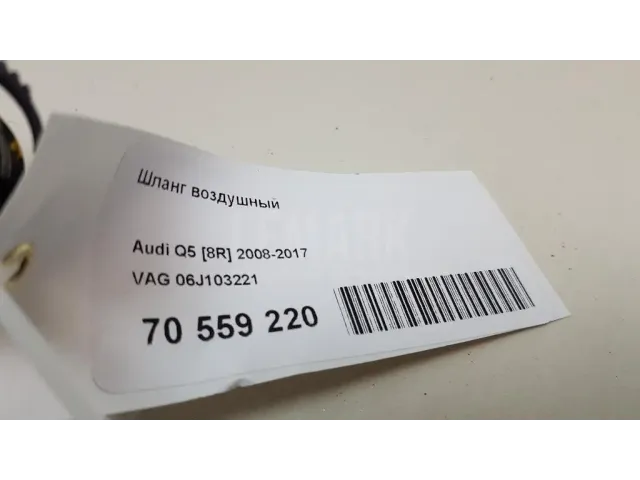 Шланг воздушный
Audi Q5 [8R] 2008-2017
VAG 06J103221
70 559 220